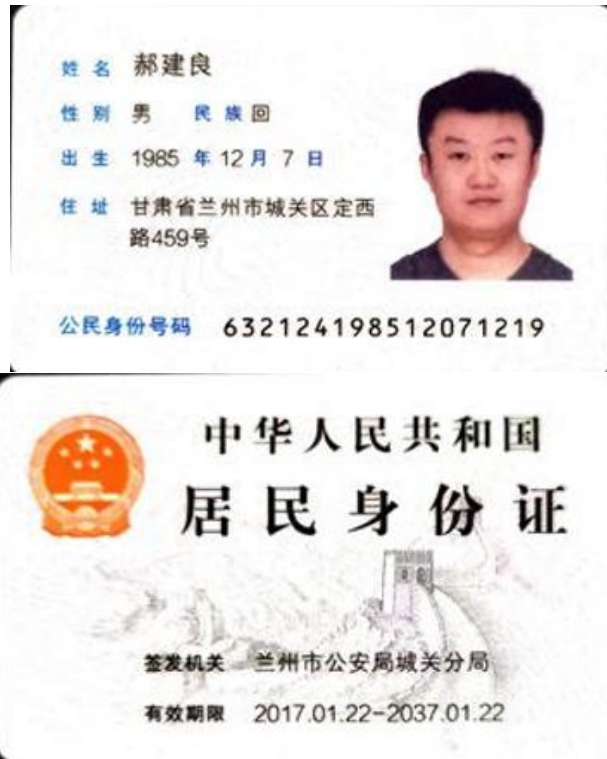 姓名 郝建良
性别 男 民族 回
出生 1985 年 12 月 7 日
住址 甘肃省兰州市城关区定西
路459号
公民身份号码 632124198512071219
中华人民共和国
居民身份证
签发机关 兰州市公安局城关分局
有效期限 2017.01.22-2037.01.22